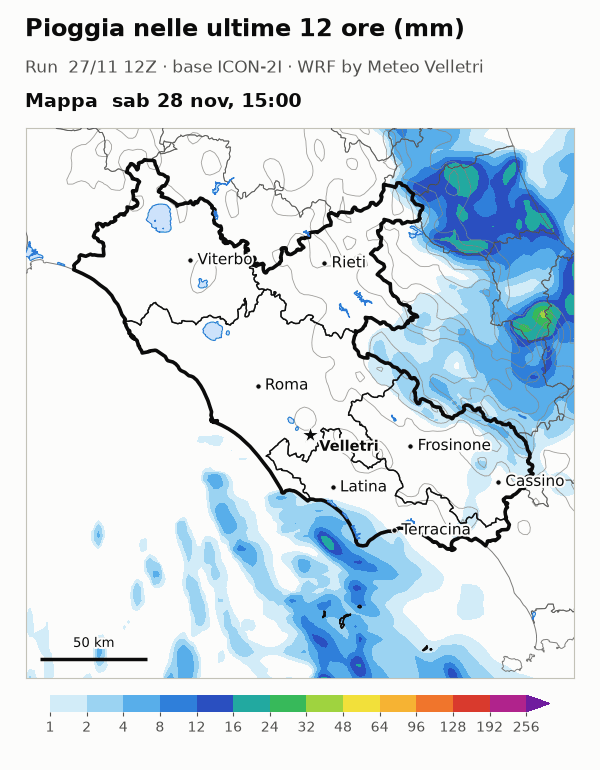 Pioggia nelle ultime 12 ore (mm)
Run  27/11 12Z · base ICON-2I · WRF by Meteo Velletri
Mappa  sab 28 nov, 15:00
Viterbo
Rieti
Roma
Velletri
Frosinone
Latina
Cassino
Terracina
50 km
1 2 4 8 12 16 24 32 48 64 96 128 192 256